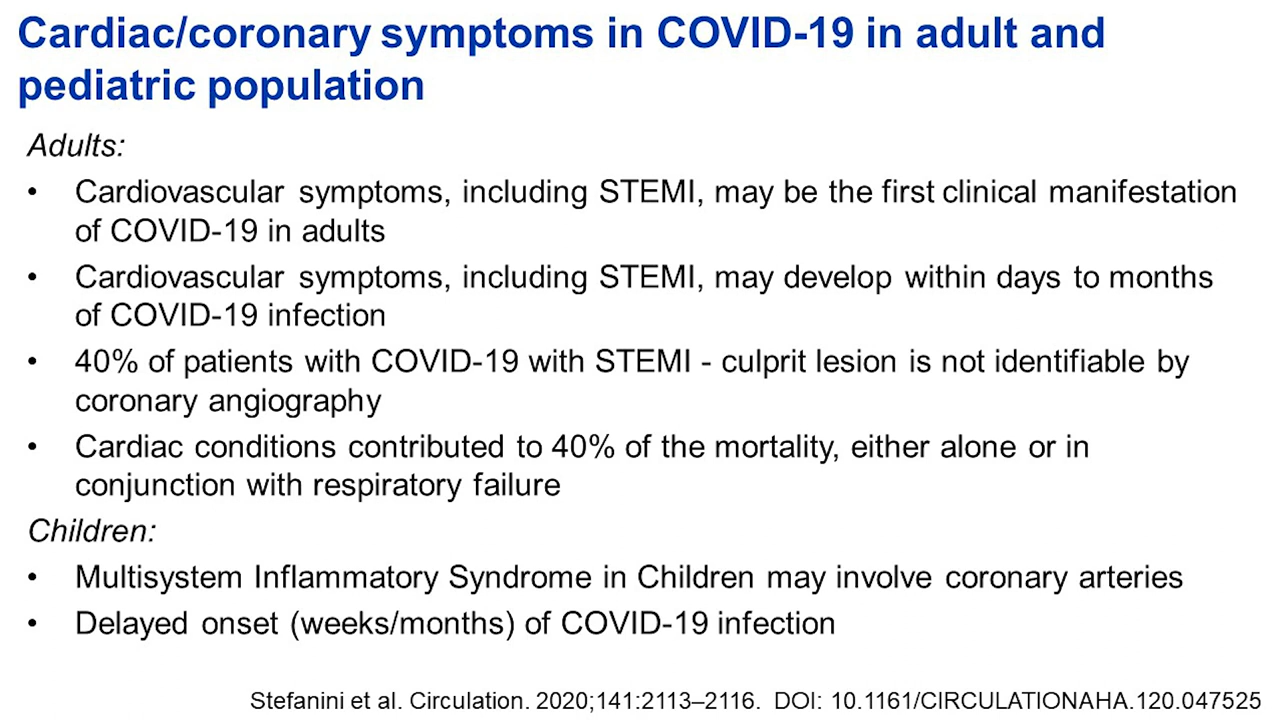 Cardiac/coronary symptoms in COVID-19 in adult and
pediatric population
Adults:
• Cardiovascular symptoms, including STEMI, may be the first clinical manifestation
of COVID-19 in adults
• Cardiovascular symptoms, including STEMI, may develop within days to months
of COVID-19 infection
• 40% of patients with COVID-19 with STEMI - culprit lesion is not identifiable by
coronary angiography
• Cardiac conditions contributed to 40% of the mortality, either alone or in
conjunction with respiratory failure
Children:
• Multisystem Inflammatory Syndrome in Children may involve coronary arteries
• Delayed onset (weeks/months) of COVID-19 infection
Stefanini et al. Circulation. 2020;141:2113–2116. DOI: 10.1161/CIRCULATIONAHA.120.047525